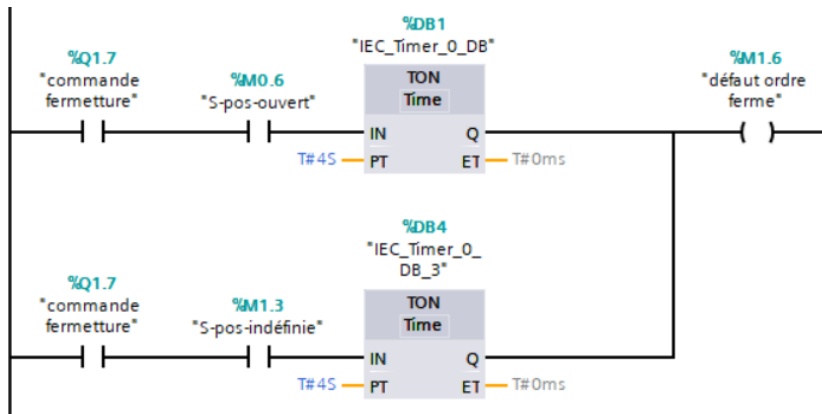 %DB1
"IEC_Timer_0_DB"
%Q1.7
"commande
fermetture"
%M0.6
"S-pos-ouvert"
TON
Time
%M1.6
"défaut ordre
ferme"
IN
Q
T#4S
PT
ET
T#0ms
%DB4
"IEC_Timer_0_
DB_3"
%Q1.7
"commande
fermetture"
%M1.3
"S-pos-indéfinie"
TON
Time
IN
Q
T#4S
PT
ET
T#0ms